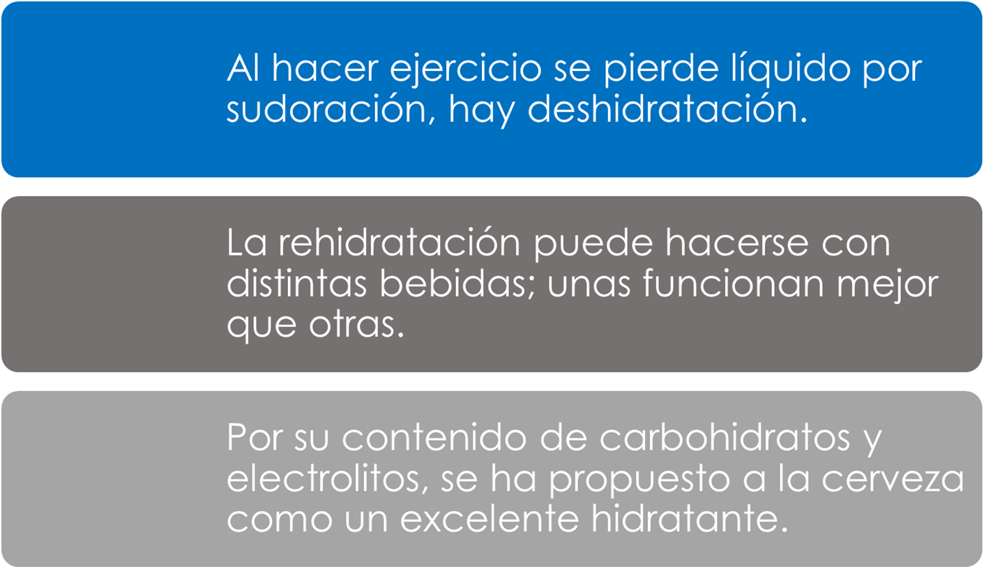 Al hacer ejercicio se pierde líquido por
sudoración, hay deshidratación.
La rehidratación puede hacerse con
distintas bebidas; unas funcionan mejor
que otras.
Por su contenido de carbohidratos y
electrolitos, se ha propuesto a la cerveza
como un excelente hidratante.